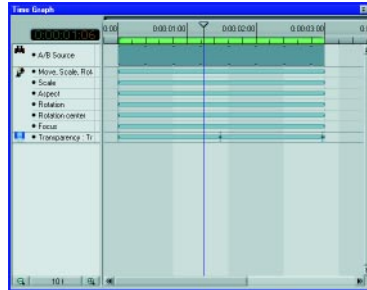 Time Graph
0:00:01:06
0:00 0:00:01:00 0:00:02:00 0:00:03:00 0:
A/B Source
Move, Scale, Rot
Scale
Aspect
Rotation
Rotation center
Focus
Transparency : Tr
10 f